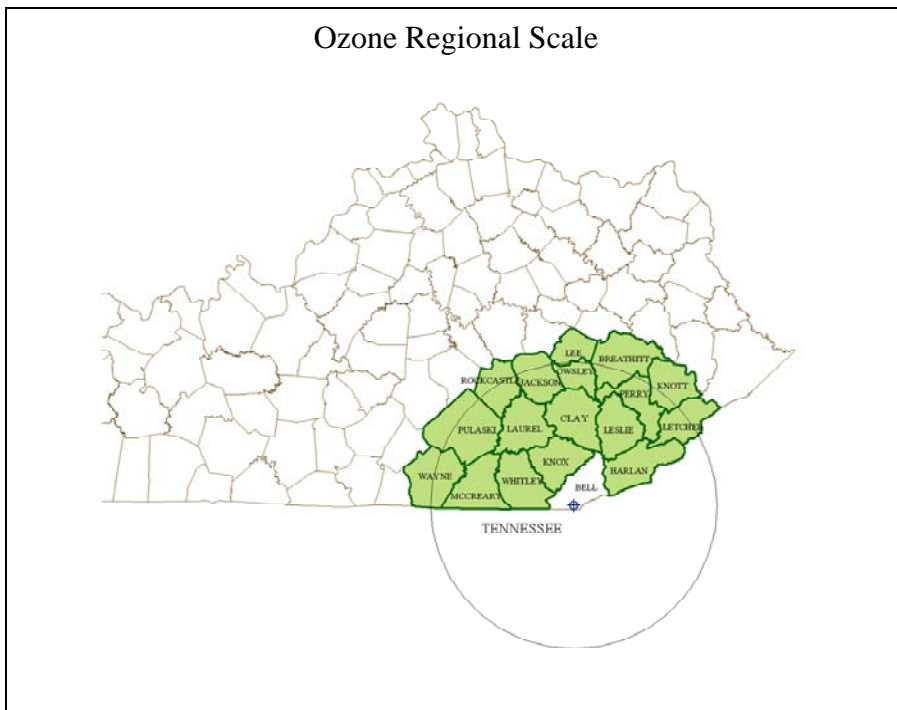 Ozone Regional Scale
LEE
BREATHITT
OWSLEY
ROCKCASTLE
JACKSON
PERRY
KNOTT
PULASKI
LAUREL
CLAY
LESLIE
LETCHER
WAYNE
MCCREARY
WHITLEY
KNOX
BELL
HARLAN
TENNESSEE